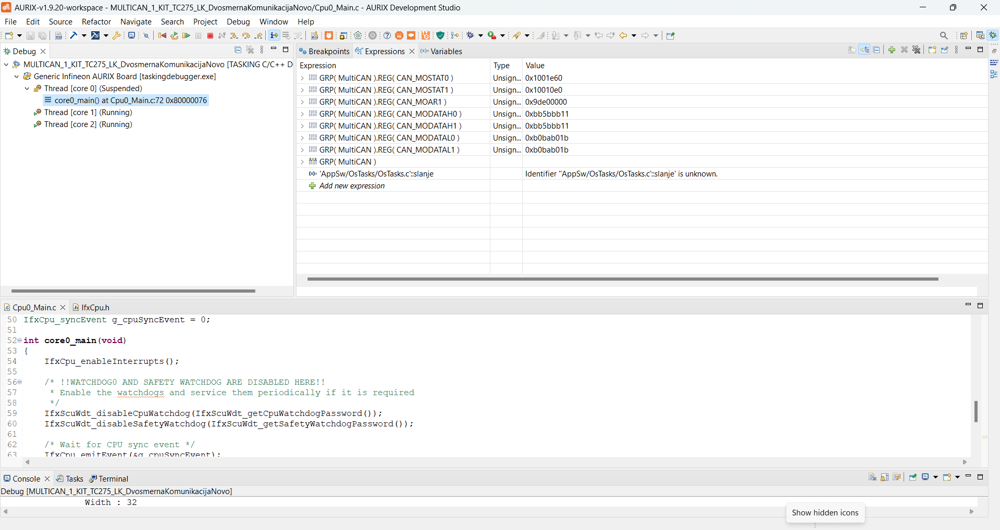 AURIX-v1.9.20-workspace - MULTICAN_1_KIT_TC275_LK_DvosmernaKomunikacijaNovo/Cpu0_Main.c - AURIX Development Studio
File Edit Source Refactor Navigate Search Project Debug Window Help
Debug
MULTICAN_1_KIT_TC275_LK_DvosmernaKomunikacijaNovo [TASKING C/C++ D
Generic Infineon AURIX Board [taskingdebugger.exe]
Thread [core 0] (Suspended)
core0_main() at Cpu0_Main.c:72 0x80000076
Thread [core 1] (Running)
Thread [core 2] (Running)
Breakpoints Expressions (x)= Variables
Expression Type Value
GRP( MultiCAN ).REG( CAN_MOSTAT0 ) Unsign... 0x1001e60
GRP( MultiCAN ).REG( CAN_MOSTAT1 ) Unsign... 0x10010e0
GRP( MultiCAN ).REG( CAN_MOAR1 ) Unsign... 0x9de00000
GRP( MultiCAN ).REG( CAN_MODATAH0 ) Unsign... 0xbb5bbb11
GRP( MultiCAN ).REG( CAN_MODATAH1 ) Unsign... 0xbb5bbb11
GRP( MultiCAN ).REG( CAN_MODATAL0 ) Unsign... 0xb0bab01b
GRP( MultiCAN ).REG( CAN_MODATAL1 ) Unsign... 0xb0bab01b
GRP( MultiCAN )
(x)= 'AppSw/OsTasks/OsTasks.c'::slanje Identifier ''AppSw/OsTasks/OsTasks.c'::slanje' is unknown.
Add new expression
Cpu0_Main.c IfxCpu.h
50 IfxCpu_syncEvent g_cpuSyncEvent = 0;
51
52 int core0_main(void)
53 {
54 IfxCpu_enableInterrupts();
55
56 /* !!WATCHDOG0 AND SAFETY WATCHDOG ARE DISABLED HERE!!
57 * Enable the watchdogs and service them periodically if it is required
58 */
59 IfxScuWdt_disableCpuWatchdog(IfxScuWdt_getCpuWatchdogPassword());
60 IfxScuWdt_disableSafetyWatchdog(IfxScuWdt_getSafetyWatchdogPassword());
61
62 /* Wait for CPU sync event */
63 IfxCpu_emitEvent(&g_cpuSyncEvent);
Console Tasks Terminal
Debug [MULTICAN_1_KIT_TC275_LK_DvosmernaKomunikacijaNovo]
Width : 32
Show hidden icons